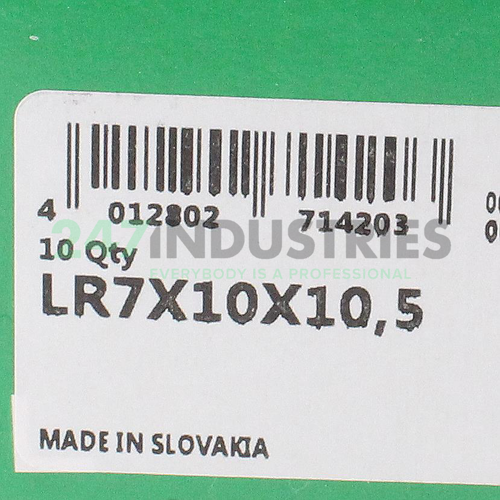 4 012802 714203
10 Qty
LR7X10X10,5
MADE IN SLOVAKIA
247INDUSTRIES
EVERYBODY IS A PROFESSIONAL